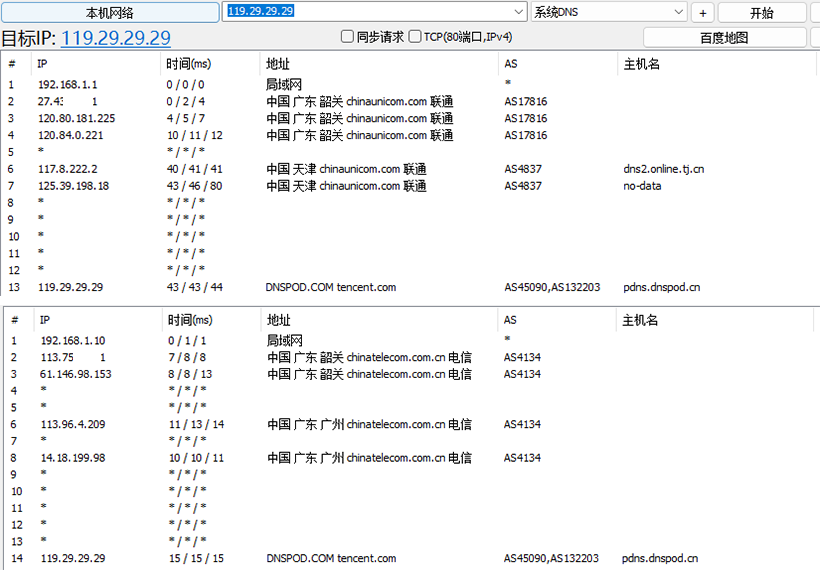 本机网络 119.29.29.29 系统DNS + 开始
目标IP: 119.29.29.29 同步请求 TCP(80端口,IPv4) 百度地图
# IP 时间(ms) 地址 AS 主机名
1 192.168.1.1 0 / 0 / 0 局域网 *
2 27.43 1 0 / 2 / 4 中国 广东 韶关 chinaunicom.com 联通 AS17816
3 120.80.181.225 4 / 5 / 7 中国 广东 韶关 chinaunicom.com 联通 AS17816
4 120.84.0.221 10 / 11 / 12 中国 广东 韶关 chinaunicom.com 联通 AS17816
5 * * / * / *
6 117.8.222.2 40 / 41 / 41 中国 天津 chinaunicom.com 联通 AS4837 dns2.online.tj.cn
7 125.39.198.18 43 / 46 / 80 中国 天津 chinaunicom.com 联通 AS4837 no-data
8 * * / * / *
9 * * / * / *
10 * * / * / *
11 * * / * / *
12 * * / * / *
13 119.29.29.29 43 / 43 / 44 DNSPOD.COM tencent.com AS45090,AS132203 pdns.dnspod.cn
# IP 时间(ms) 地址 AS 主机名
1 192.168.1.10 0 / 1 / 1 局域网 *
2 113.75 1 7 / 8 / 8 中国 广东 韶关 chinatelecom.com.cn 电信 AS4134
3 61.146.98.153 8 / 8 / 13 中国 广东 韶关 chinatelecom.com.cn 电信 AS4134
4 * * / * / *
5 * * / * / *
6 113.96.4.209 11 / 13 / 14 中国 广东 广州 chinatelecom.com.cn 电信 AS4134
7 * * / * / *
8 14.18.199.98 10 / 10 / 11 中国 广东 广州 chinatelecom.com.cn 电信 AS4134
9 * * / * / *
10 * * / * / *
11 * * / * / *
12 * * / * / *
13 * * / * / *
14 119.29.29.29 15 / 15 / 15 DNSPOD.COM tencent.com AS45090,AS132203 pdns.dnspod.cn